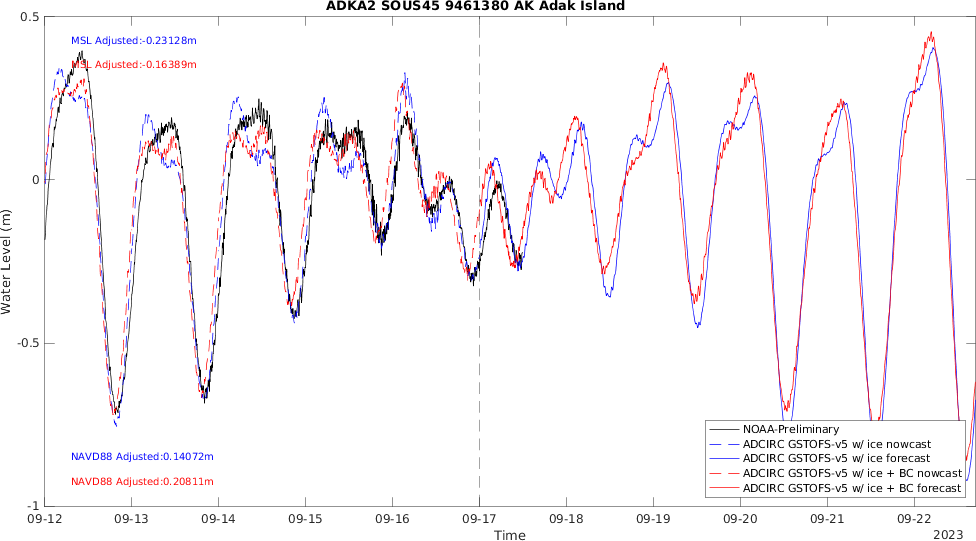 ADKA2 SOUS45 9461380 AK Adak Island
0.5
MSL Adjusted:-0.23128m
MSL Adjusted:-0.16389m
0
Water Level (m)
-0.5
NOAA-Preliminary
ADCIRC GSTOFS-v5 w/ ice nowcast
ADCIRC GSTOFS-v5 w/ ice forecast
ADCIRC GSTOFS-v5 w/ ice + BC nowcast
ADCIRC GSTOFS-v5 w/ ice + BC forecast
NAVD88 Adjusted:0.14072m
NAVD88 Adjusted:0.20811m
-1
09-12 09-13 09-14 09-15 09-16 09-17 09-18 09-19 09-20 09-21 09-22
Time
2023